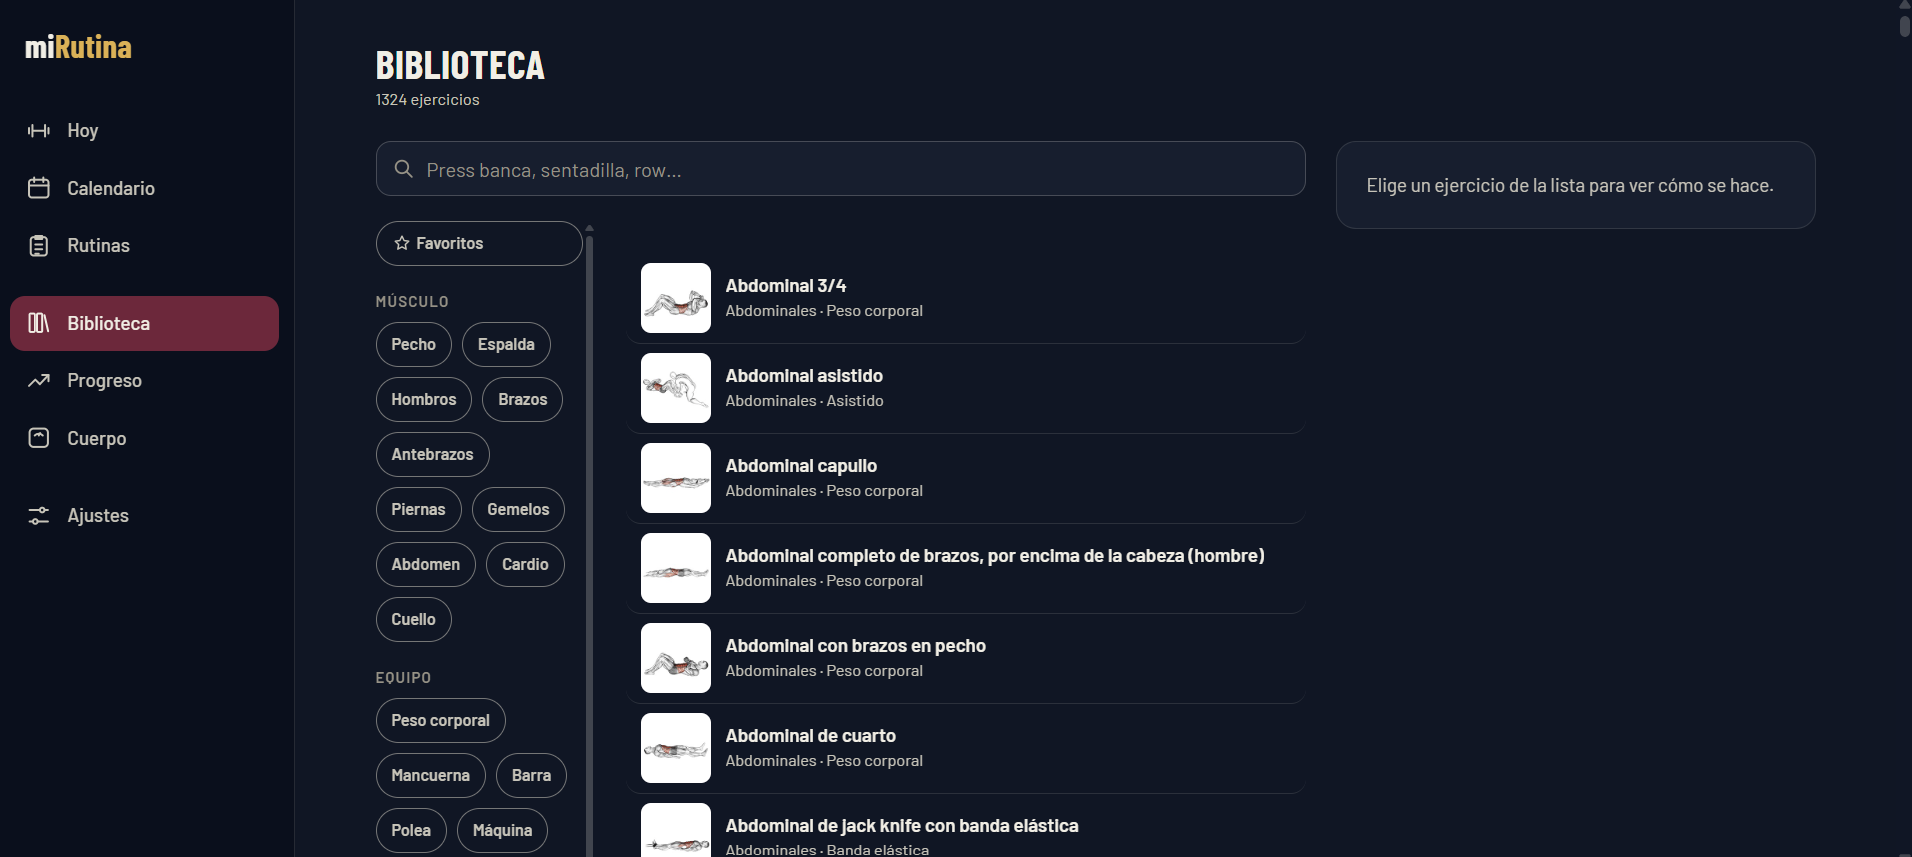 miRutina
Hoy
Calendario
Rutinas
Biblioteca
Progreso
Cuerpo
Ajustes
BIBLIOTECA
1324 ejercicios
Press banca, sentadilla, row...
Favoritos
MÚSCULO
Pecho
Espalda
Hombros
Brazos
Antebrazos
Piernas
Gemelos
Abdomen
Cardio
Cuello
EQUIPO
Peso corporal
Mancuerna
Barra
Polea
Máquina
Abdominal 3/4
Abdominales · Peso corporal
Abdominal asistido
Abdominales · Asistido
Abdominal capullo
Abdominales · Peso corporal
Abdominal completo de brazos, por encima de la cabeza (hombre)
Abdominales · Peso corporal
Abdominal con brazos en pecho
Abdominales · Peso corporal
Abdominal de cuarto
Abdominales · Peso corporal
Abdominal de jack knife con banda elástica
Abdominales · Banda elástica
Elige un ejercicio de la lista para ver cómo se hace.